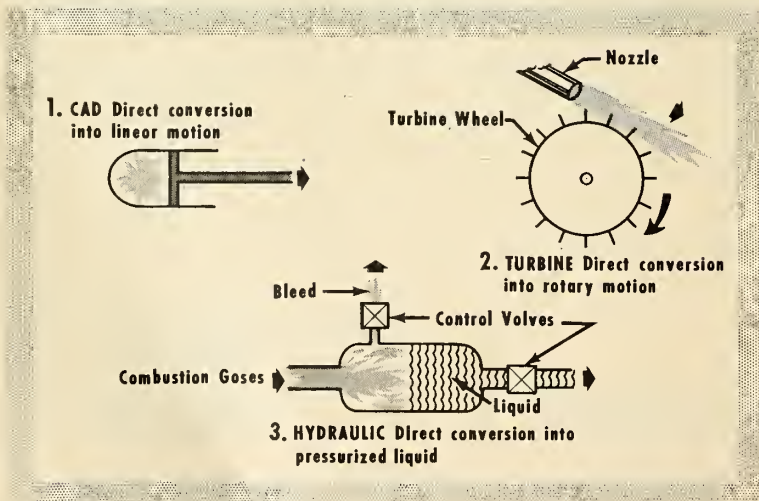 Nozzle
1. CAD Direct conversion
into linear motion
Turbine Wheel
2. TURBINE Direct conversion
into rotary motion
Bleed
Control Volves
Combustion Goses
Liquid
3. HYDRAULIC Direct conversion into
pressurized liquid